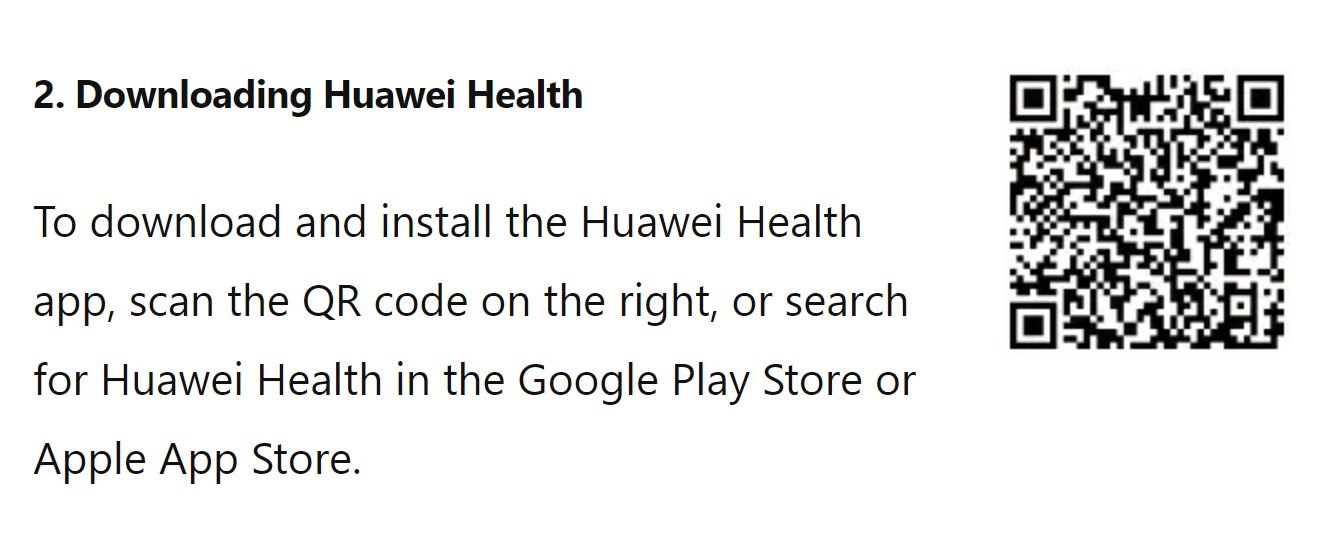 2. Downloading Huawei Health
To download and install the Huawei Health
app, scan the QR code on the right, or search
for Huawei Health in the Google Play Store or
Apple App Store.